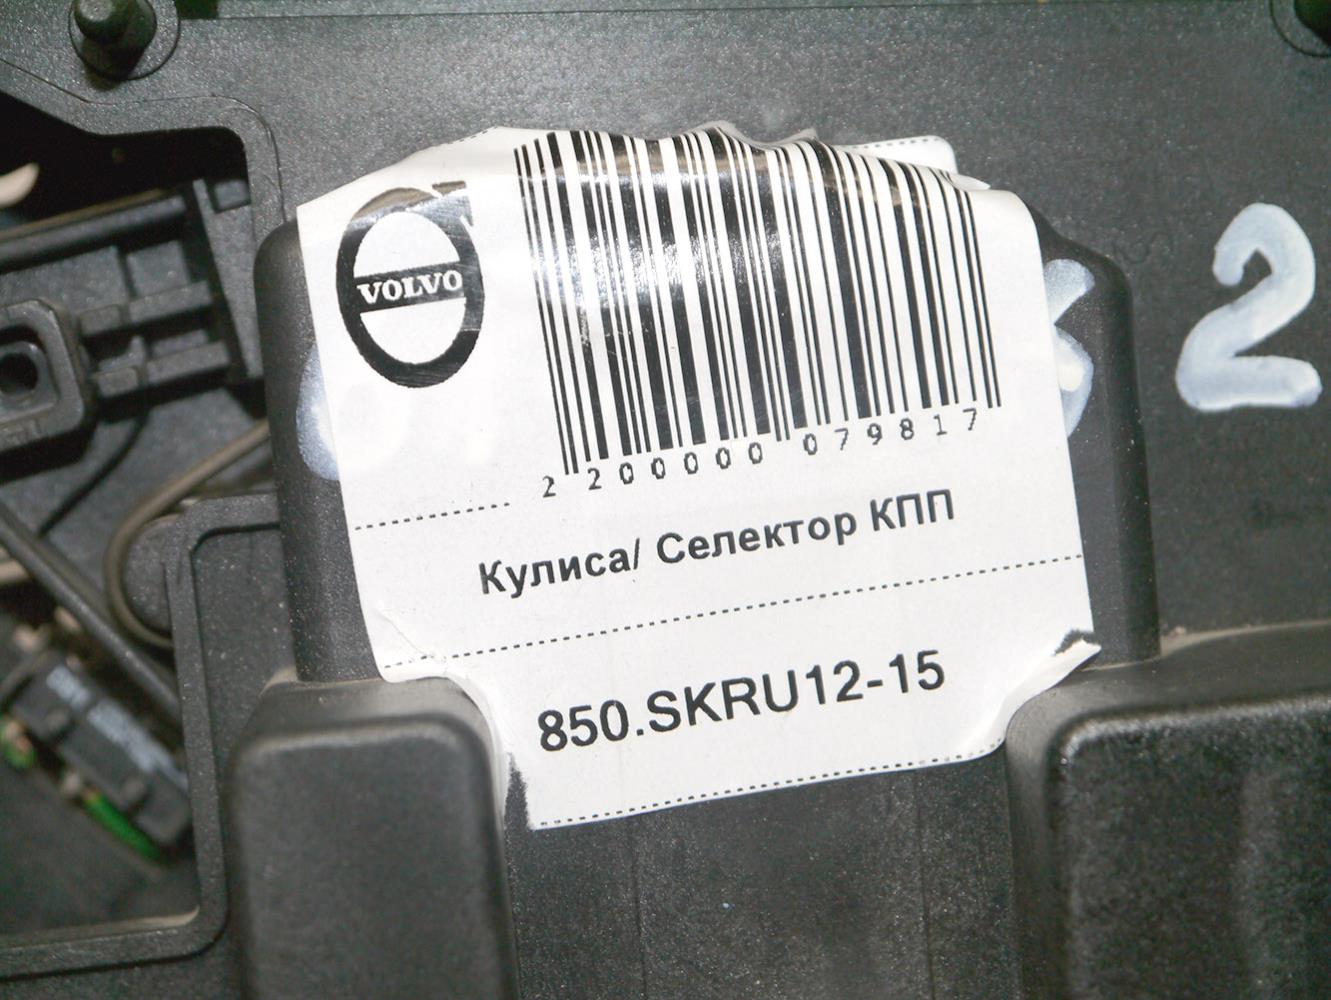 VOLVO
2 200000 079817
Кулиса/ Селектор КПП
850.SKRU12-15
2